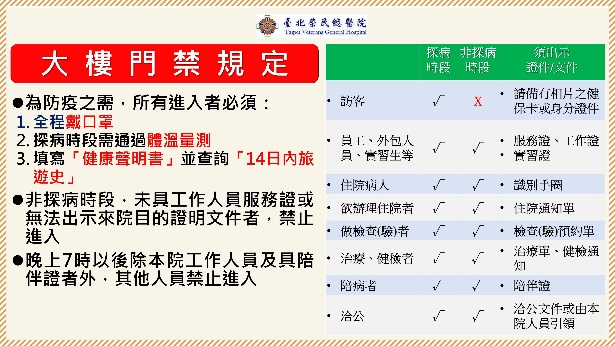 臺北榮民總醫院
Taipei Veterans General Hospital
大樓門禁規定
●為防疫之需，所有進入者必須：
1. 全程戴口罩
2. 探病時段需通過體溫量測
3. 填寫「健康聲明書」並查詢「14日內旅
遊史」
●非探病時段，未具工作人員服務證或
無法出示來院目的證明文件者，禁止
進入
●晚上7時以後除本院工作人員及具陪
伴證者外，其他人員禁止進入
探病 非探病 須出示
時段 時段 證件/文件
• 訪客 √ X • 請備有相片之健
保卡或身分證件
• 員工、外包人 √ √ • 服務證、工作證
員、實習生等 • 實習證
• 住院病人 √ √ • 識別手圈
• 欲辦理住院者 √ √ • 住院通知單
• 做檢查(驗)者 √ √ • 檢查(驗)預約單
• 治療、健檢者 √ √ • 治療單、健檢通
知
• 陪病者 √ √ • 陪伴證
• 洽公 √ √ • 洽公文件或由本
院人員引領